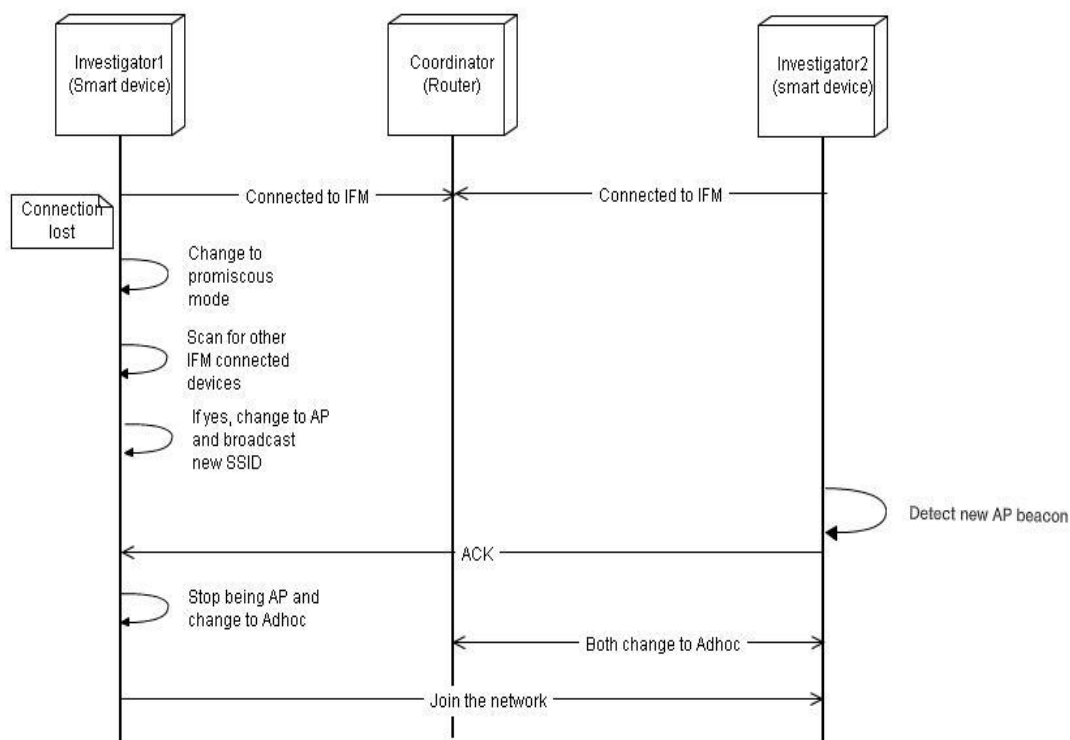 Investigator1
(Smart device)
Coordinator
(Router)
Investigator2
(smart device)
Connected to IFM
Connected to IFM
Connection
lost
Change to
promiscous
mode
Scan for other
IFM connected
devices
If yes, change to AP
and broadcast
new SSID
Detect new AP beacon
ACK
Stop being AP and
change to Adhoc
Both change to Adhoc
Join the network